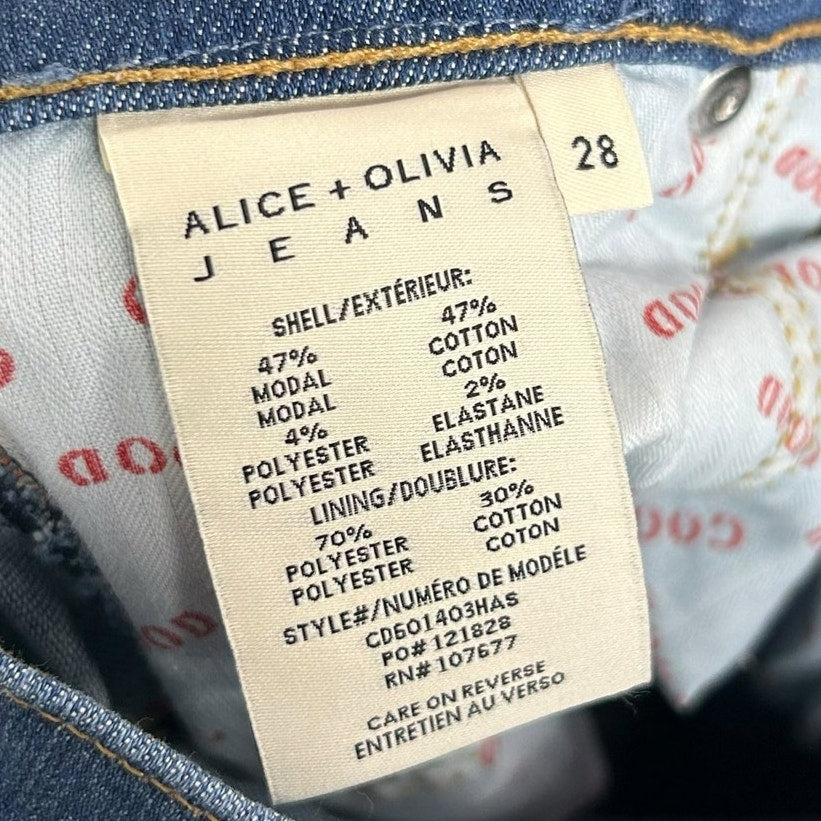 ALICE + OLIVIA
JEANS
28
SHELL/EXTÉRIEUR:
47% 47%
MODAL COTTON
MODAL COTON
4% 2%
POLYESTER ELASTANE
POLYESTER ELASTHANNE
LINING/DOUBLURE:
70% 30%
POLYESTER COTTON
POLYESTER COTON
STYLE#/NUMÉRO DE MODÉLE
CD601403HAS
PO# 121828
RN# 107677
CARE ON REVERSE
ENTRETIEN AU VERSO